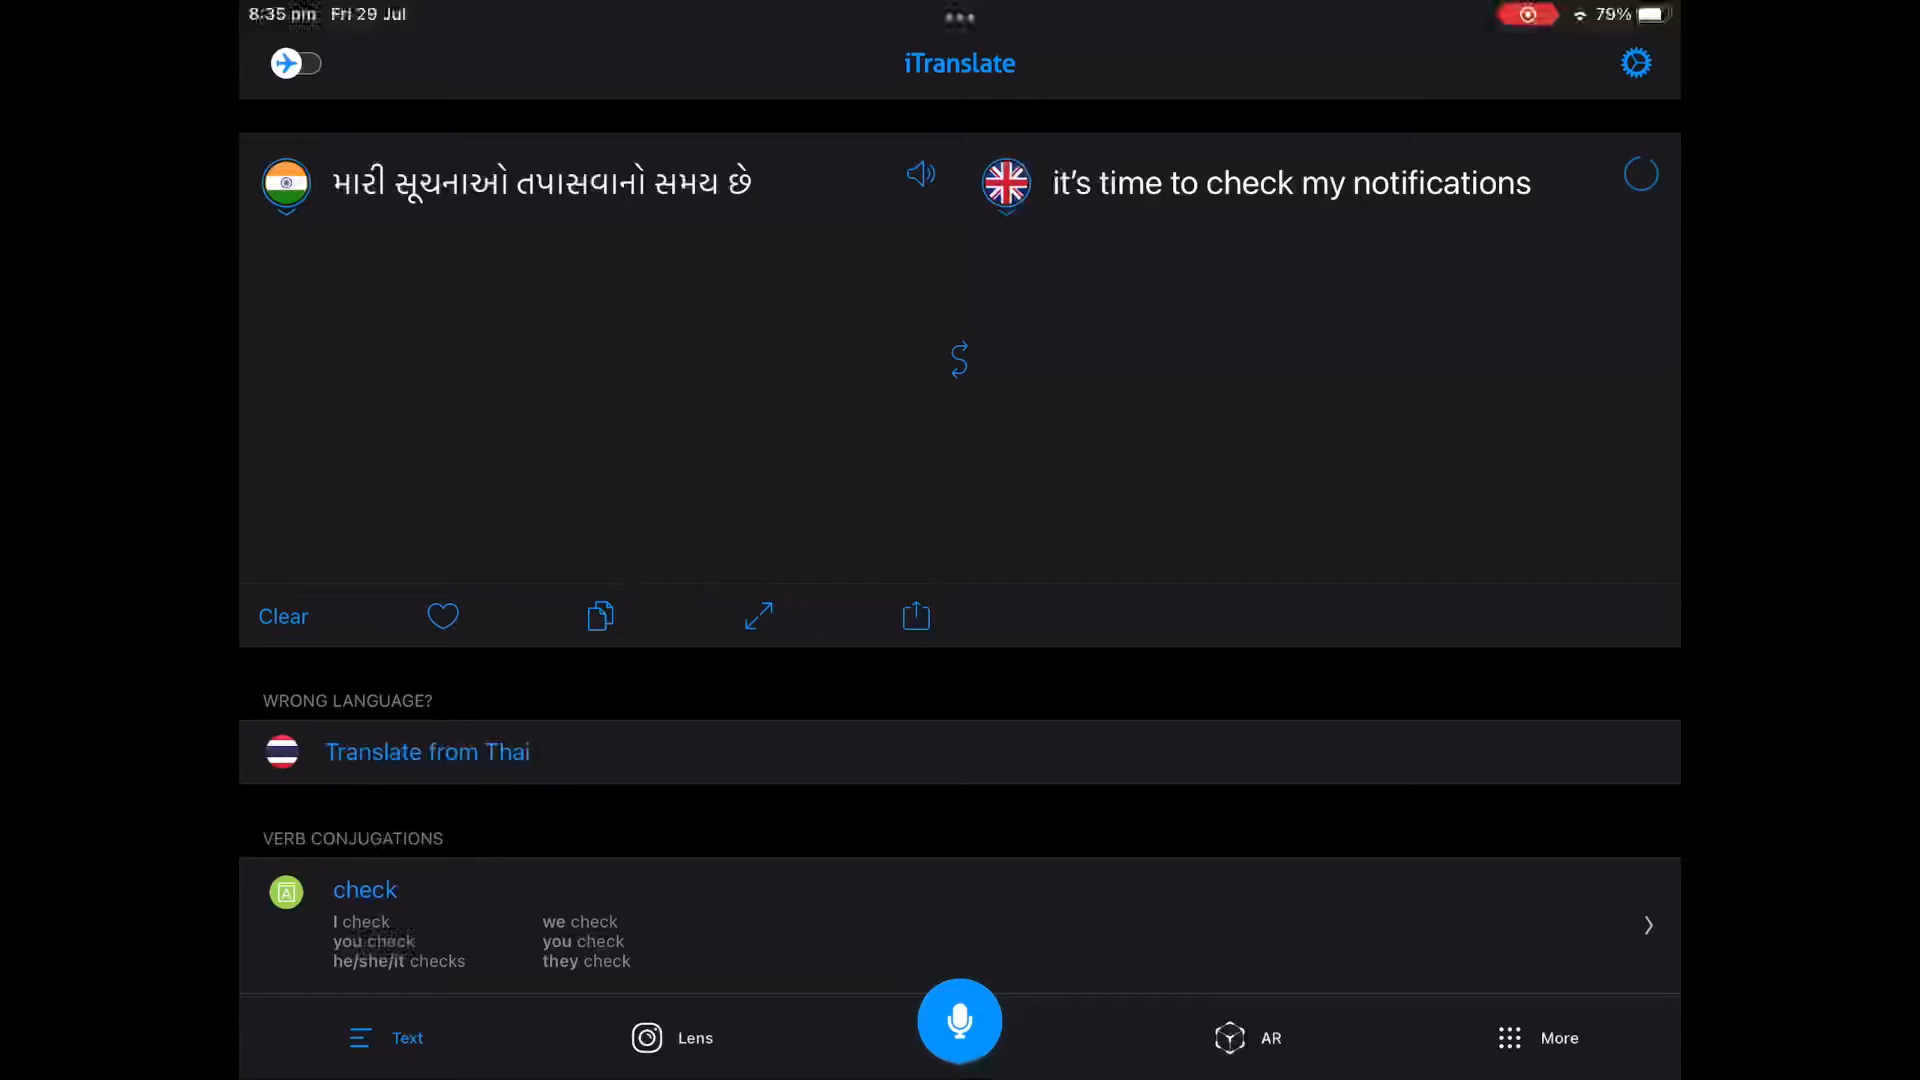 8:35 pm Fri 29 Jul
79%
iTranslate
મારી સૂચનાઓ તપાસવાનો સમય છે
it’s time to check my notifications
Clear
WRONG LANGUAGE?
Translate from Thai
VERB CONJUGATIONS
check
I check
we check
you check
you check
he/she/it checks
they check
Text
Lens
AR
More